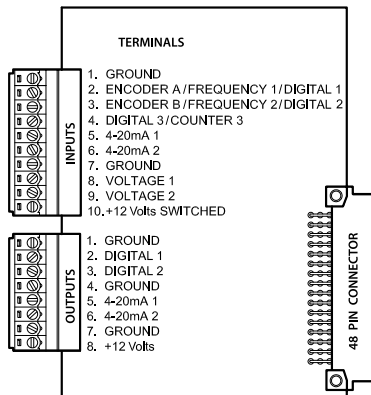 TERMINALS
INPUTS
1. GROUND
2. ENCODER A/FREQUENCY 1/DIGITAL 1
3. ENCODER B/FREQUENCY 2/DIGITAL 2
4. DIGITAL 3/COUNTER 3
5. 4-20mA 1
6. 4-20mA 2
7. GROUND
8. VOLTAGE 1
9. VOLTAGE 2
10.+12 Volts SWITCHED
OUTPUTS
1. GROUND
2. DIGITAL 1
3. DIGITAL 2
4. GROUND
5. 4-20mA 1
6. 4-20mA 2
7. GROUND
8. +12 Volts
48 PIN CONNECTOR